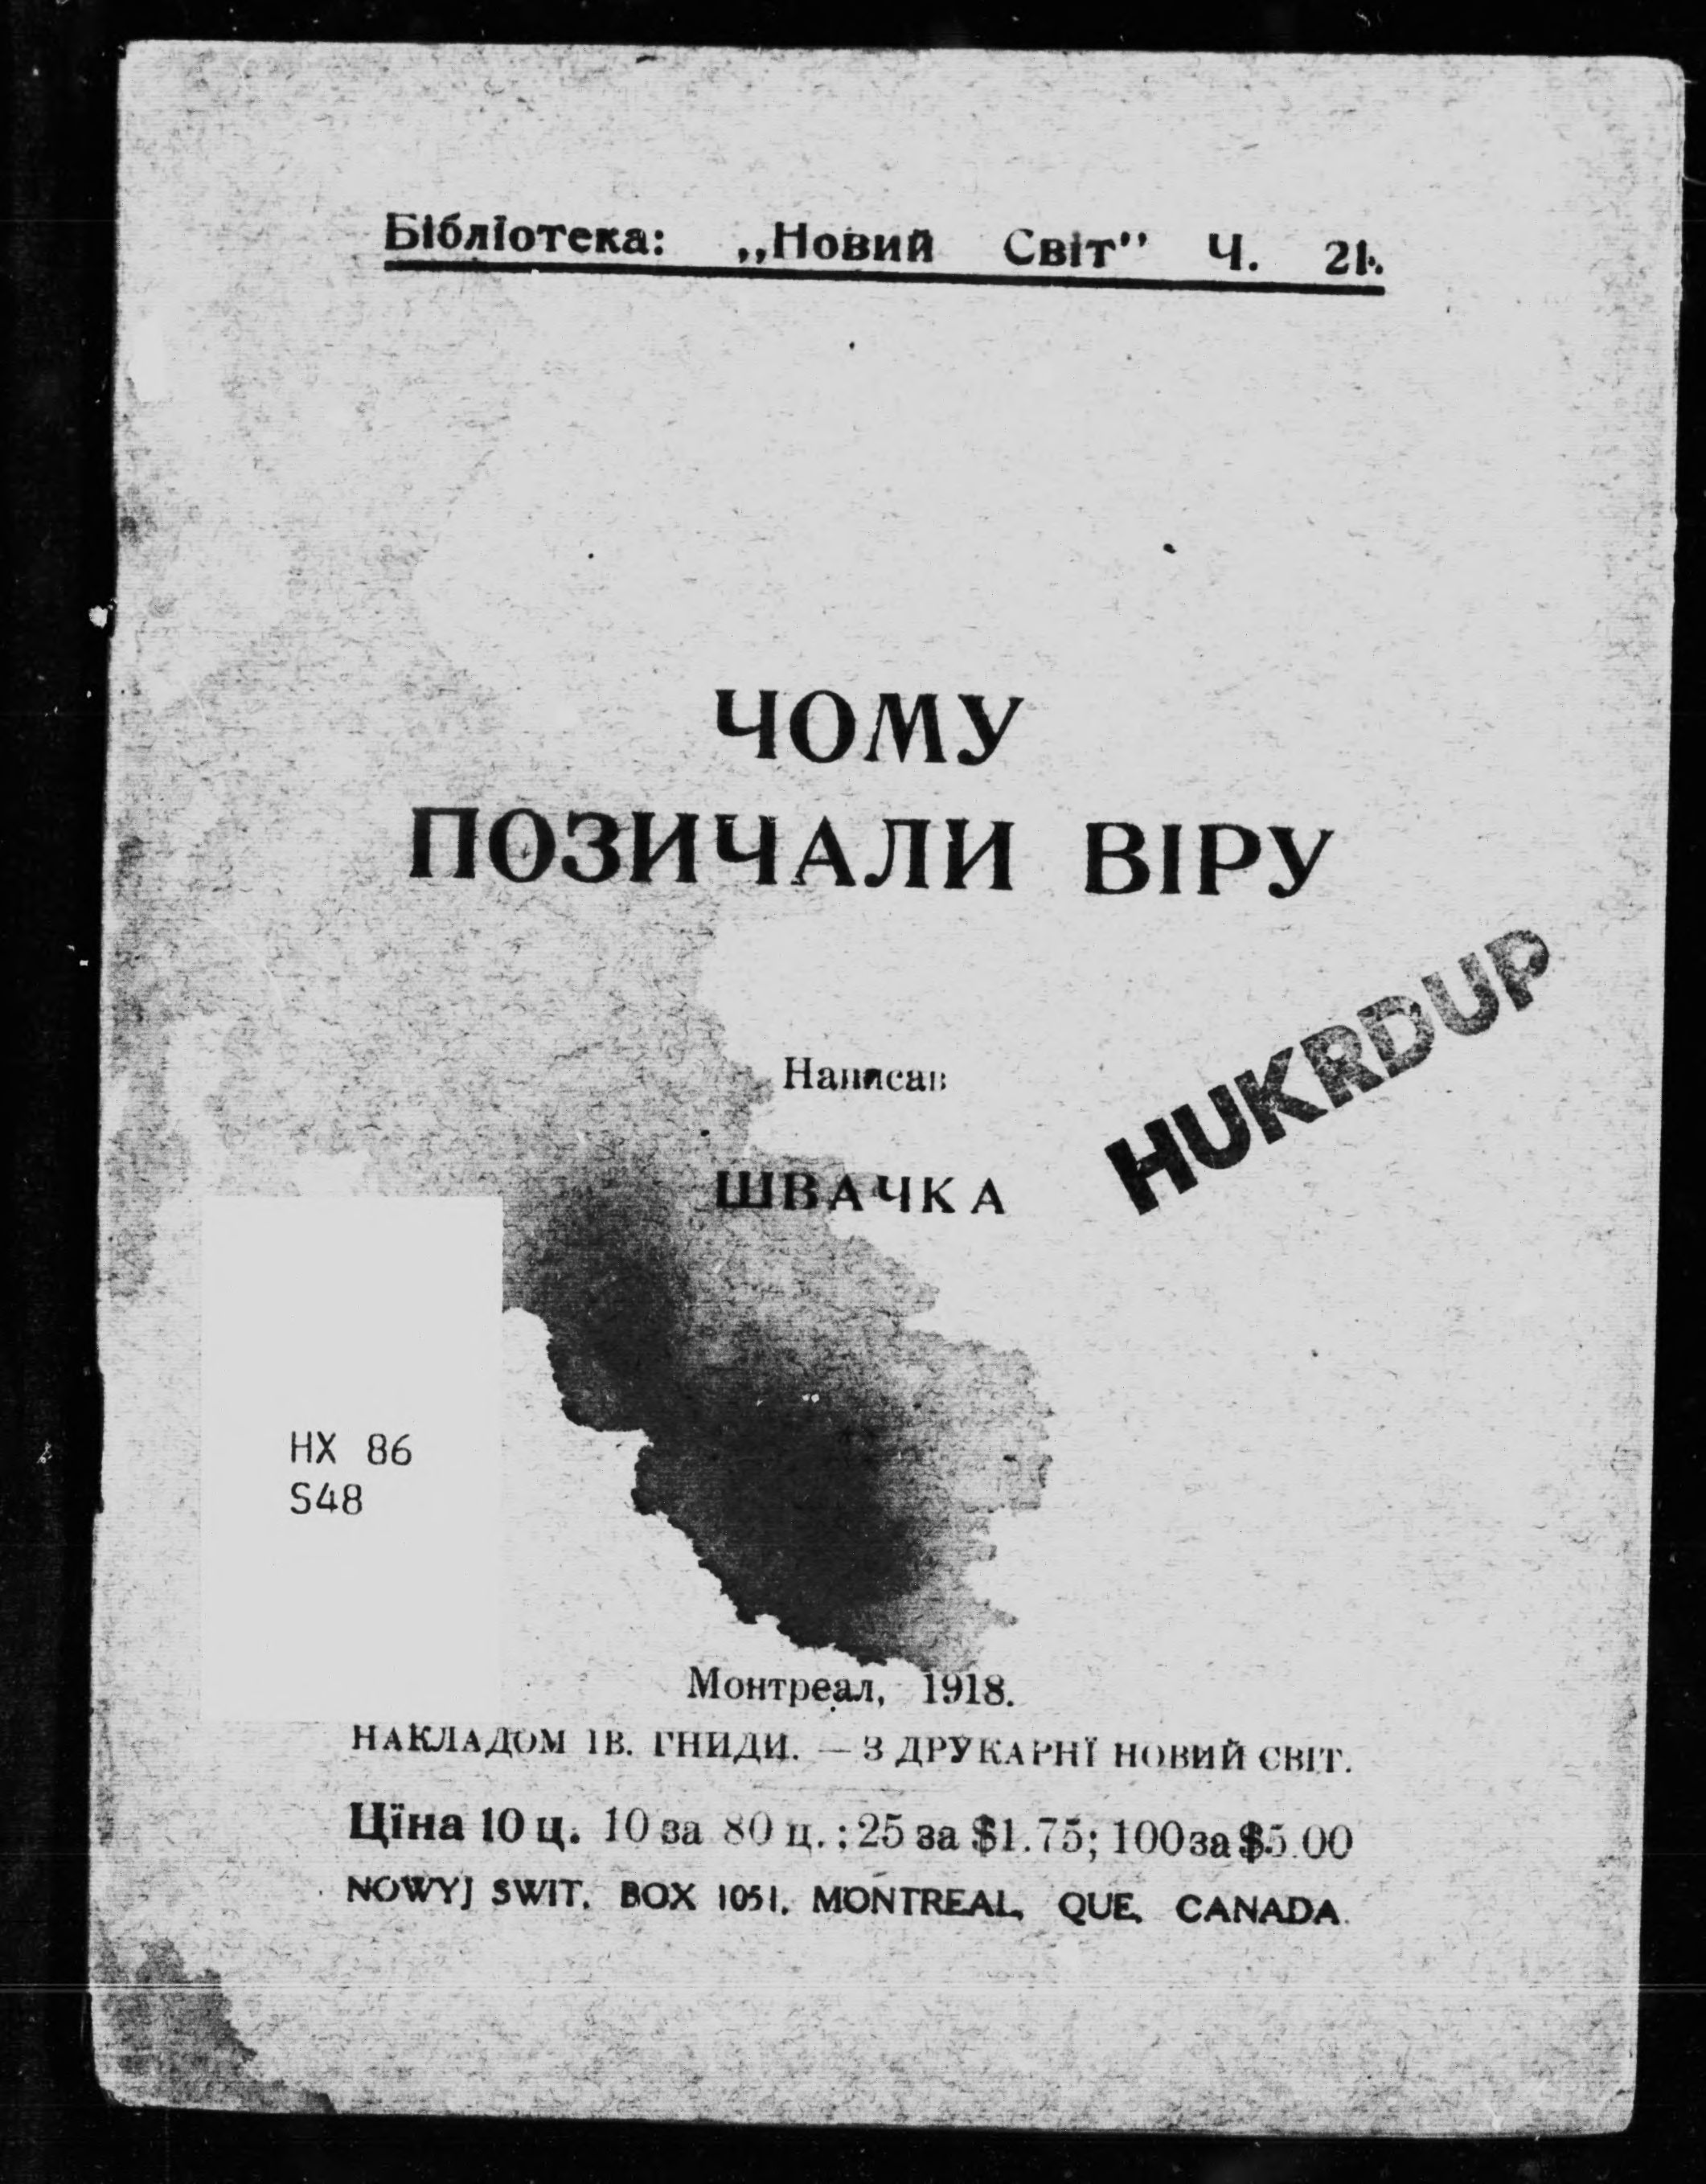 Бібліотека: „Новий Світ" Ч. 21.
ЧОМУ
ПОЗИЧАЛИ ВІРУ
Написав
ШВАЧКА
HUKRDUP
HX 86
S48
Монтреал, 1918.
НАКЛАДОМ ІВ. ГНИДИ. — З ДРУКАРНЇ НОВИЙ СВІТ.
Цїна 10 ц. 10 за 80 ц.; 25 за $1.75; 100 за $5.00
NOWYJ SWIT, BOX 1051, MONTREAL, QUE, CANADA.